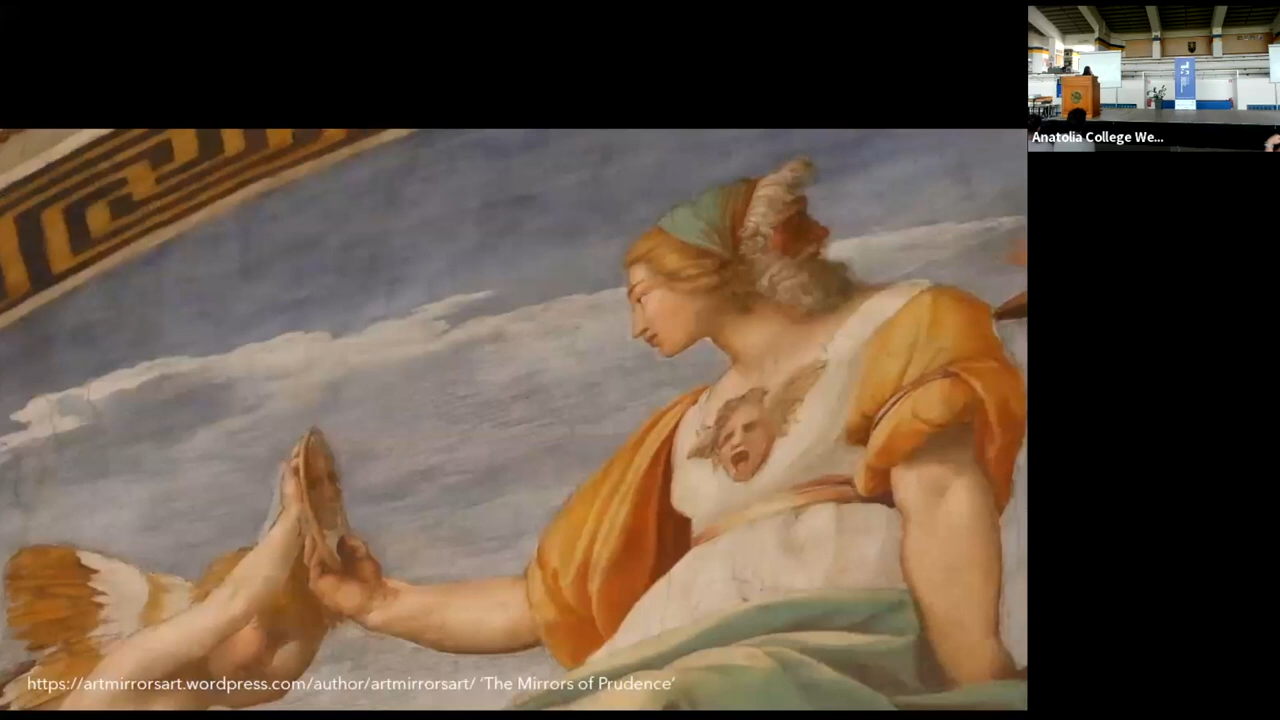 Anatolia College We...
https://artmirrorsart.wordpress.com/author/artmirrorsart/ ‘The Mirrors of Prudence’